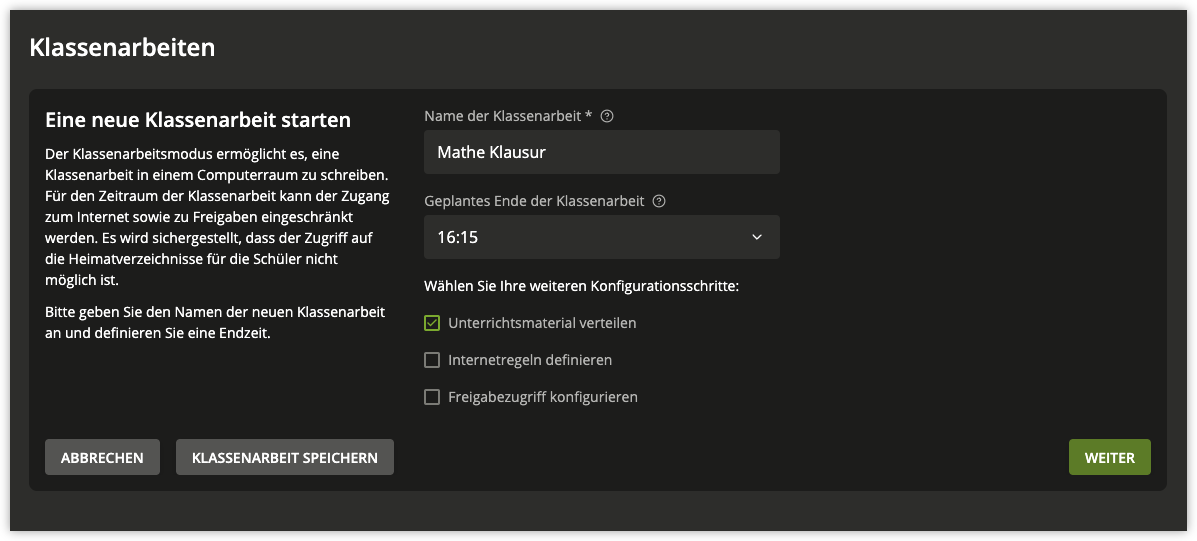 Klassenarbeiten
Eine neue Klassenarbeit starten
Der Klassenarbeitsmodus ermöglicht es, eine
Klassenarbeit in einem Computerraum zu schreiben.
Für den Zeitraum der Klassenarbeit kann der Zugang
zum Internet sowie zu Freigaben eingeschränkt
werden. Es wird sichergestellt, dass der Zugriff auf
die Heimatverzeichnisse für die Schüler nicht
möglich ist.
Bitte geben Sie den Namen der neuen Klassenarbeit
an und definieren Sie eine Endzeit.
Name der Klassenarbeit *
Mathe Klausur
Geplantes Ende der Klassenarbeit
16:15
Wählen Sie Ihre weiteren Konfigurationsschritte:
Unterrichtsmaterial verteilen
Internetregeln definieren
Freigabezugriff konfigurieren
ABBRECHEN
KLASSENARBEIT SPEICHERN
WEITER